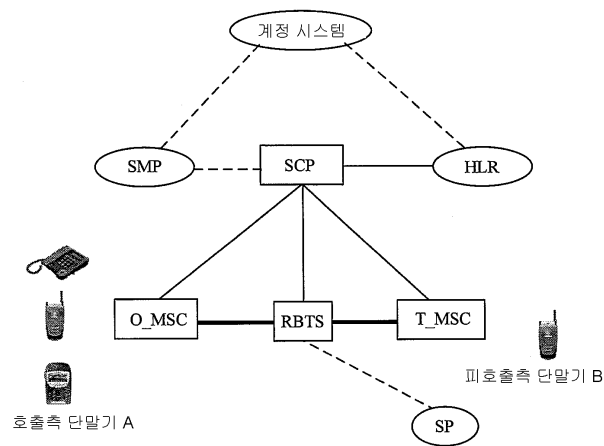 계정 시스템
SMP
SCP
HLR
O_MSC
RBTS
T_MSC
피호출측 단말기 B
호출측 단말기 A
SP